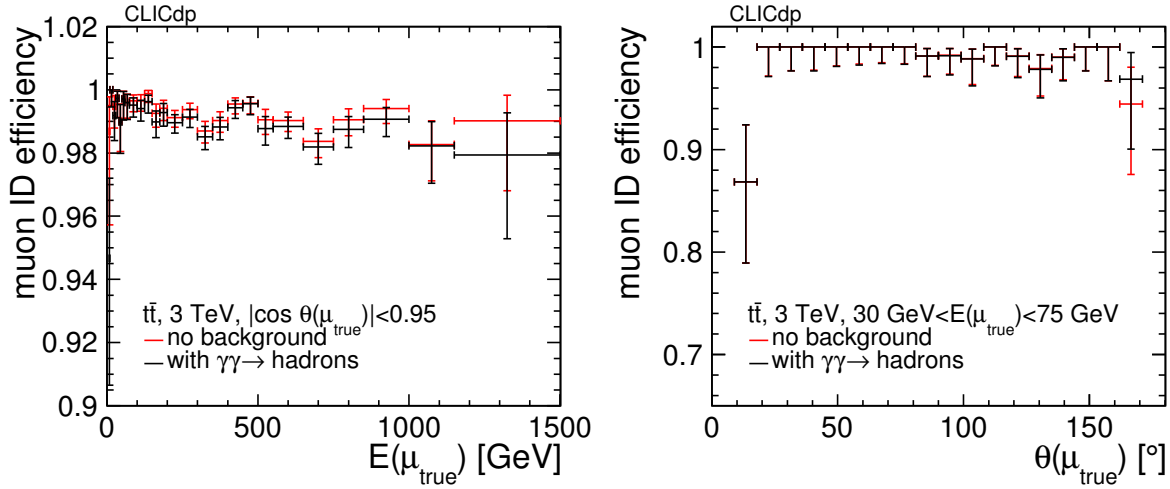 CLICdp
muon ID efficiency
1.02
1
0.98
0.96
0.94
0.92
0.9
tt̄, 3 TeV, |cos θ(μtrue)|<0.95
no background
with γγ→ hadrons
0 500 1000 1500
E(μtrue) [GeV]
CLICdp
muon ID efficiency
1
0.9
0.8
0.7
tt̄, 3 TeV, 30 GeV<E(μtrue)<75 GeV
no background
with γγ→ hadrons
0 50 100 150
θ(μtrue) [°]